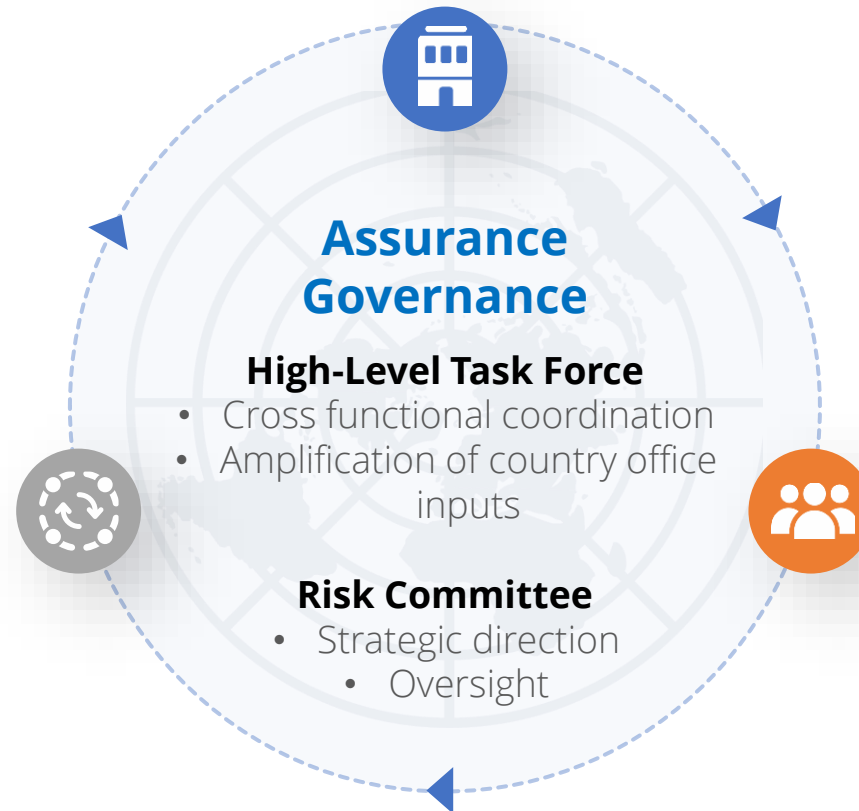 Assurance
Governance
High-Level Task Force
• Cross functional coordination
• Amplification of country office
inputs
Risk Committee
• Strategic direction
• Oversight